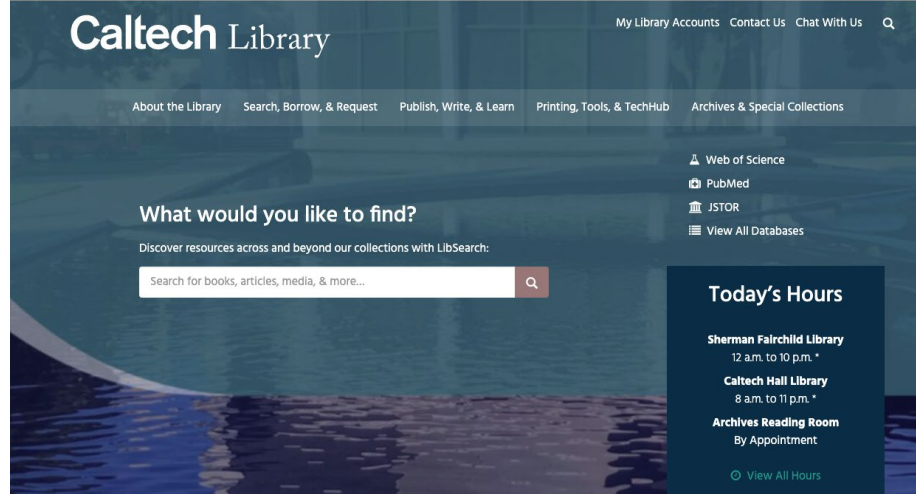 Caltech Library
My Library Accounts Contact Us Chat With Us
About the Library Search, Borrow, & Request Publish, Write, & Learn Printing, Tools, & TechHub Archives & Special Collections
Web of Science
PubMed
JSTOR
View All Databases
What would you like to find?
Discover resources across and beyond our collections with LibSearch:
Search for books, articles, media, & more...
Today's Hours
Sherman Fairchild Library
12 a.m. to 10 p.m. *
Caltech Hall Library
8 a.m. to 11 p.m. *
Archives Reading Room
By Appointment
View All Hours